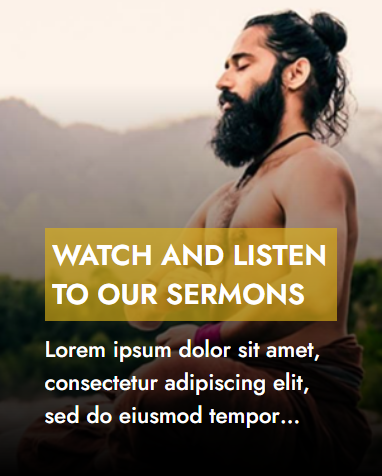 WATCH AND LISTEN
TO OUR SERMONS
Lorem ipsum dolor sit amet,
consectetur adipiscing elit,
sed do eiusmod tempor...